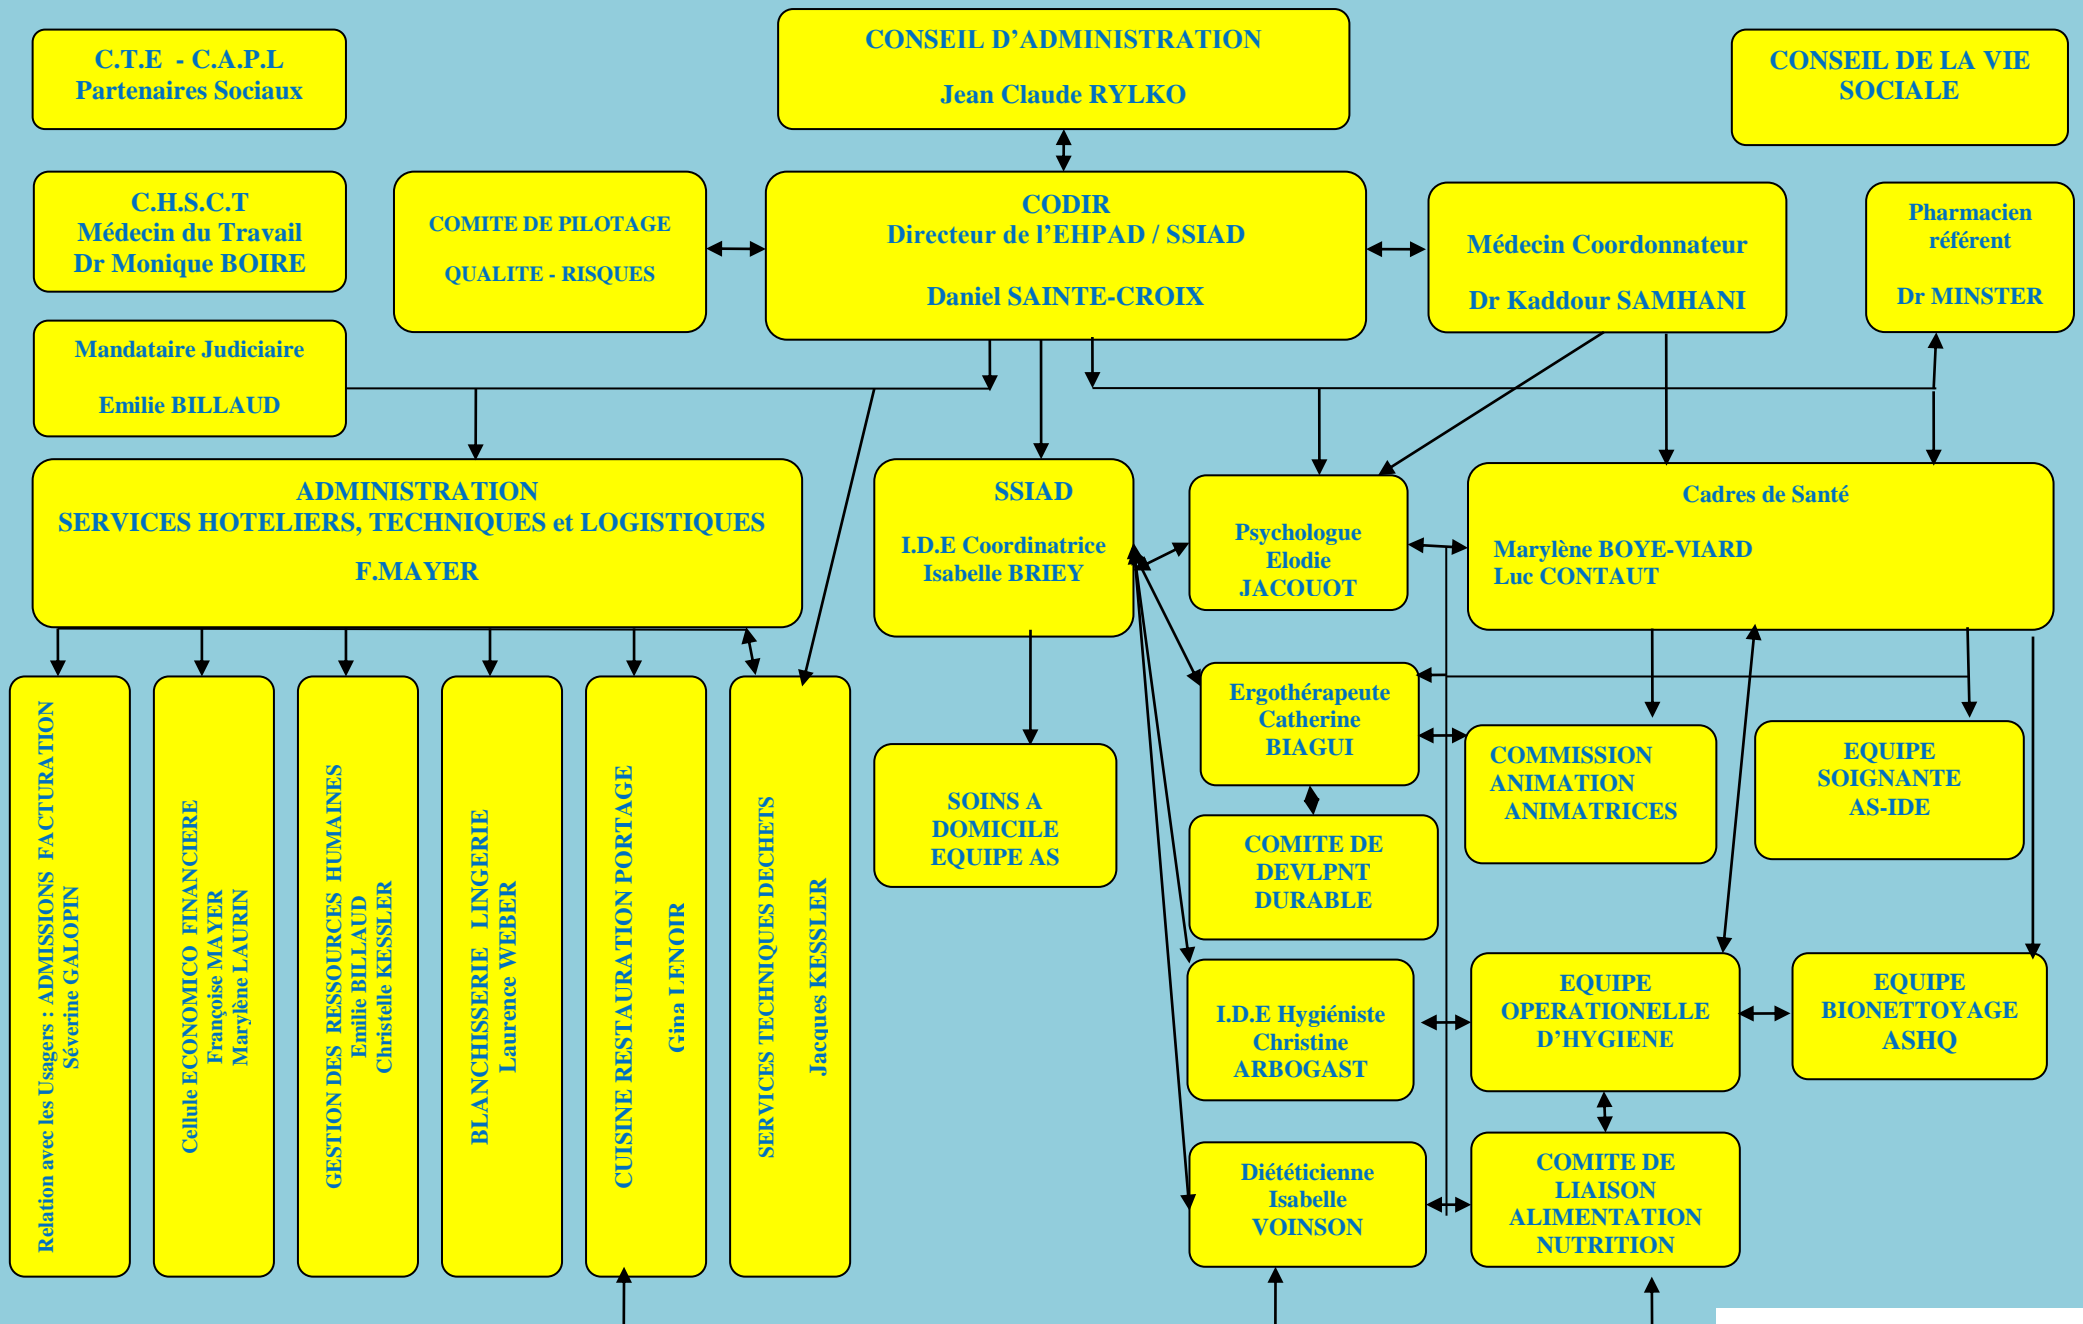 C.T.E - C.A.P.L
Partenaires Sociaux
CONSEIL D’ADMINISTRATION
Jean Claude RYLKO
CONSEIL DE LA VIE
SOCIALE
C.H.S.C.T
Médecin du Travail
Dr Monique BOIRE
COMITE DE PILOTAGE
QUALITE - RISQUES
CODIR
Directeur de l’EHPAD / SSIAD
Daniel SAINTE-CROIX
Médecin Coordonnateur
Dr Kaddour SAMHANI
Pharmacien
référent
Dr MINSTER
Mandataire Judiciaire
Emilie BILLAUD
ADMINISTRATION
SERVICES HOTELIERS, TECHNIQUES et LOGISTIQUES
F.MAYER
SSIAD
I.D.E Coordinatrice
Isabelle BRIEY
Psychologue
Elodie
JACOUOT
Cadres de Santé
Marylène BOYE-VIARD
Luc CONTAUT
Relation avec les Usagers : ADMISSIONS FACTURATION
Séverine GALOPIN
Cellule ECONOMICO FINANCIERE
Françoise MAYER
Marylène LAURIN
GESTION DES RESSOURCES HUMAINES
Emilie BILLAUD
Christelle KESSLER
BLANCHISSERIE LINGERIE
Laurence WEBER
CUISINE RESTAURATION PORTAGE
Gina LENOIR
SERVICES TECHNIQUES DECHETS
Jacques KESSLER
SOINS A
DOMICILE
EQUIPE AS
Ergothérapeute
Catherine
BIAGUI
COMMISSION
ANIMATION
ANIMATRICES
EQUIPE
SOIGNANTE
AS-IDE
COMITE DE
DEVLPNT
DURABLE
I.D.E Hygiéniste
Christine
ARBOGAST
EQUIPE
OPERATIONELLE
D’HYGIENE
EQUIPE
BIONETTOYAGE
ASHQ
Diététicienne
Isabelle
VOINSON
COMITE DE
LIAISON
ALIMENTATION
NUTRITION